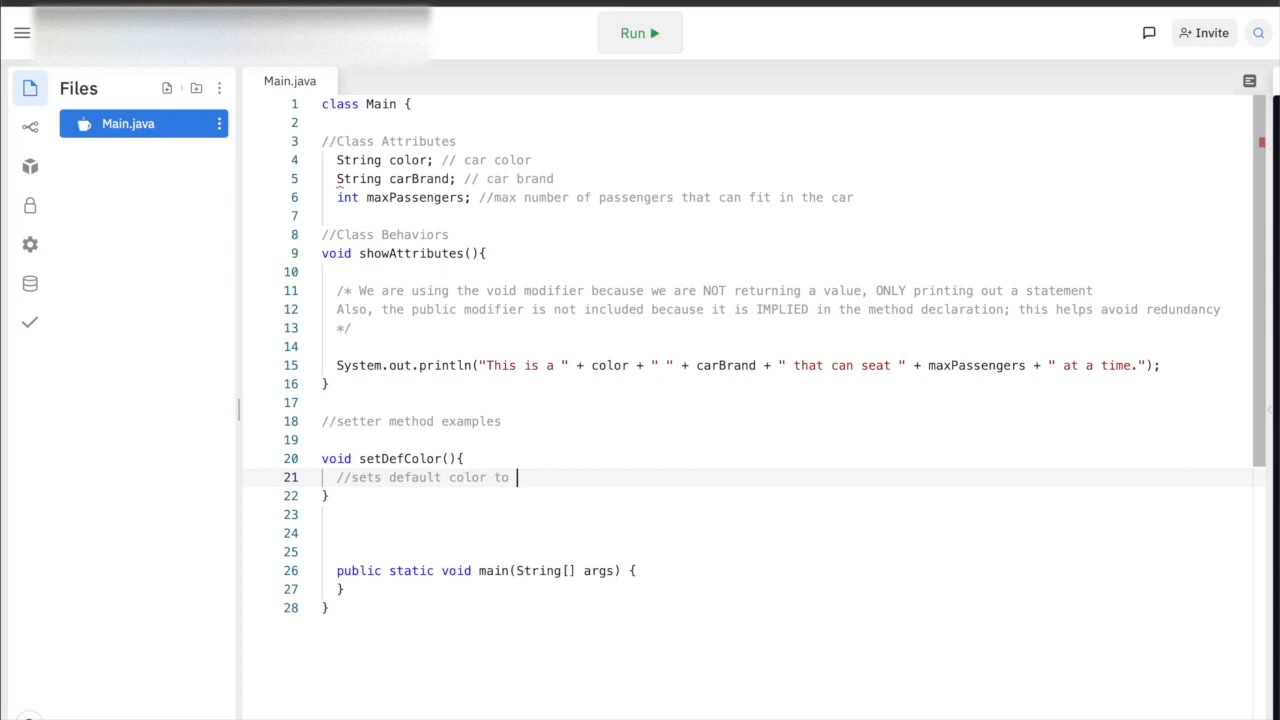 Run
Invite
Files
Main.java
Main.java
1 class Main {
2
3 //Class Attributes
4 String color; // car color
5 String carBrand; // car brand
6 int maxPassengers; //max number of passengers that can fit in the car
7
8 //Class Behaviors
9 void showAttributes(){
10
11 /* We are using the void modifier because we are NOT returning a value, ONLY printing out a statement
12 Also, the public modifier is not included because it is IMPLIED in the method declaration; this helps avoid redundancy
13 */
14
15 System.out.println("This is a " + color + " " + carBrand + " that can seat " + maxPassengers + " at a time.");
16 }
17
18 //setter method examples
19
20 void setDefColor(){
21 //sets default color to
22 }
23
24
25
26 public static void main(String[] args) {
27 }
28 }